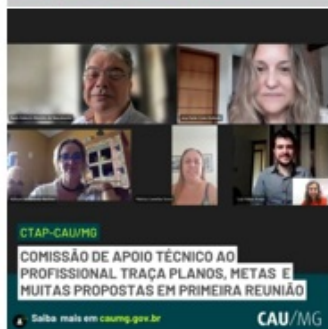 CTAP-CAU/MG
COMISSÃO DE APOIO TÉCNICO AO
PROFISSIONAL TRAÇA PLANOS, METAS E
MUITAS PROPOSTAS EM PRIMEIRA REUNIÃO
Saiba mais em caumg.gov.br
CAU/MG